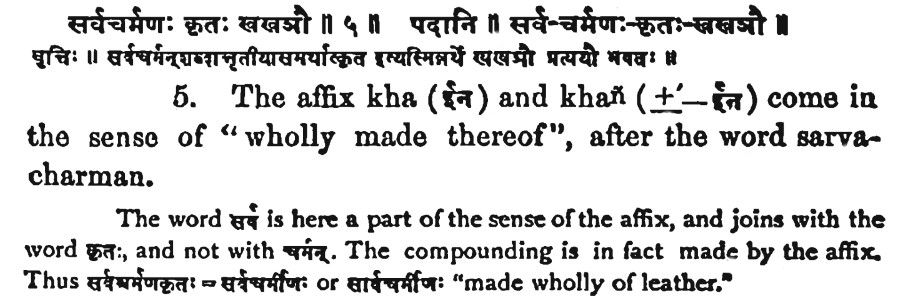 सर्वचर्मणः कृतः खखञौ ॥ ५ ॥ पदानि ॥ सर्व-चर्मणः-कृतः-खखञौ ॥
वृत्तिः ॥ सर्वचर्मन्शब्दात्तृतीयासमर्थात्कृत इत्यस्मिन्नर्थे खखञौ प्रत्ययौ भवतः ॥
5. The affix kha (ईन) and khañ (+́—ईन) come in
the sense of "wholly made thereof", after the word sarva-
charman.
The word सर्व is here a part of the sense of the affix, and joins with the
word कृतः, and not with चर्मन्. The compounding is in fact made by the affix.
Thus सर्वश्चर्मणकृतः = सर्वचर्मीणः or सार्वचर्मीणः "made wholly of leather."